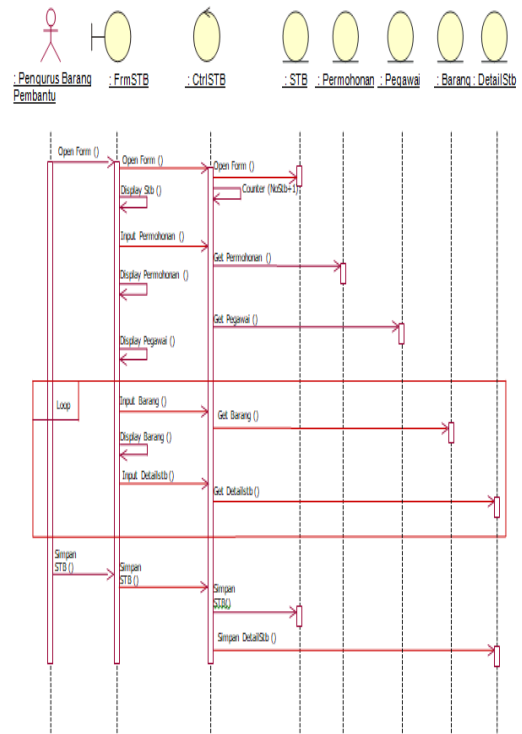 : Pengurus Barang
Pembantu
: FrmSTB
: CtrlSTB
: STB
: Permohonan
: Pegawai
: Barang
: DetailStb
Open Form ()
Open Form ()
Open Form ()
Display Stb ()
Counter (NoStb+1)
Input Permohonan ()
Get Permohonan ()
Display Permohonan ()
Get Pegawai ()
Display Pegawai ()
Loop
Input Barang ()
Get Barang ()
Display Barang ()
Input Detailstb ()
Get Detailstb ()
Simpan
STB ()
Simpan
STB ()
Simpan
STB()
Simpan DetailStb ()